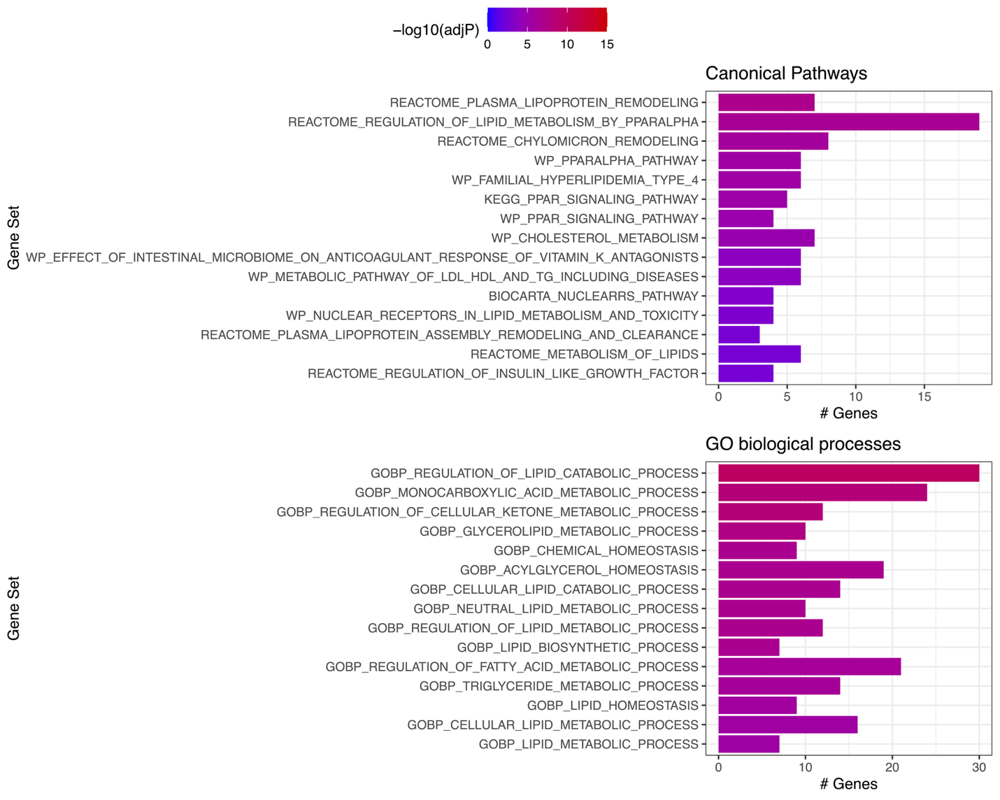 −log10(adjP)
0 5 10 15
Canonical Pathways
Gene Set
REACTOME_PLASMA_LIPOPROTEIN_REMODELING
REACTOME_REGULATION_OF_LIPID_METABOLISM_BY_PPARALPHA
REACTOME_CHYLOMICRON_REMODELING
WP_PPARALPHA_PATHWAY
WP_FAMILIAL_HYPERLIPIDEMIA_TYPE_4
KEGG_PPAR_SIGNALING_PATHWAY
WP_PPAR_SIGNALING_PATHWAY
WP_CHOLESTEROL_METABOLISM
WP_EFFECT_OF_INTESTINAL_MICROBIOME_ON_ANTICOAGULANT_RESPONSE_OF_VITAMIN_K_ANTAGONISTS
WP_METABOLIC_PATHWAY_OF_LDL_HDL_AND_TG_INCLUDING_DISEASES
BIOCARTA_NUCLEARRS_PATHWAY
WP_NUCLEAR_RECEPTORS_IN_LIPID_METABOLISM_AND_TOXICITY
REACTOME_PLASMA_LIPOPROTEIN_ASSEMBLY_REMODELING_AND_CLEARANCE
REACTOME_METABOLISM_OF_LIPIDS
REACTOME_REGULATION_OF_INSULIN_LIKE_GROWTH_FACTOR
0 5 10 15
# Genes
GO biological processes
Gene Set
GOBP_REGULATION_OF_LIPID_CATABOLIC_PROCESS
GOBP_MONOCARBOXYLIC_ACID_METABOLIC_PROCESS
GOBP_REGULATION_OF_CELLULAR_KETONE_METABOLIC_PROCESS
GOBP_GLYCEROLIPID_METABOLIC_PROCESS
GOBP_CHEMICAL_HOMEOSTASIS
GOBP_ACYLGLYCEROL_HOMEOSTASIS
GOBP_CELLULAR_LIPID_CATABOLIC_PROCESS
GOBP_NEUTRAL_LIPID_METABOLIC_PROCESS
GOBP_REGULATION_OF_LIPID_METABOLIC_PROCESS
GOBP_LIPID_BIOSYNTHETIC_PROCESS
GOBP_REGULATION_OF_FATTY_ACID_METABOLIC_PROCESS
GOBP_TRIGLYCERIDE_METABOLIC_PROCESS
GOBP_LIPID_HOMEOSTASIS
GOBP_CELLULAR_LIPID_METABOLIC_PROCESS
GOBP_LIPID_METABOLIC_PROCESS
0 10 20 30
# Genes